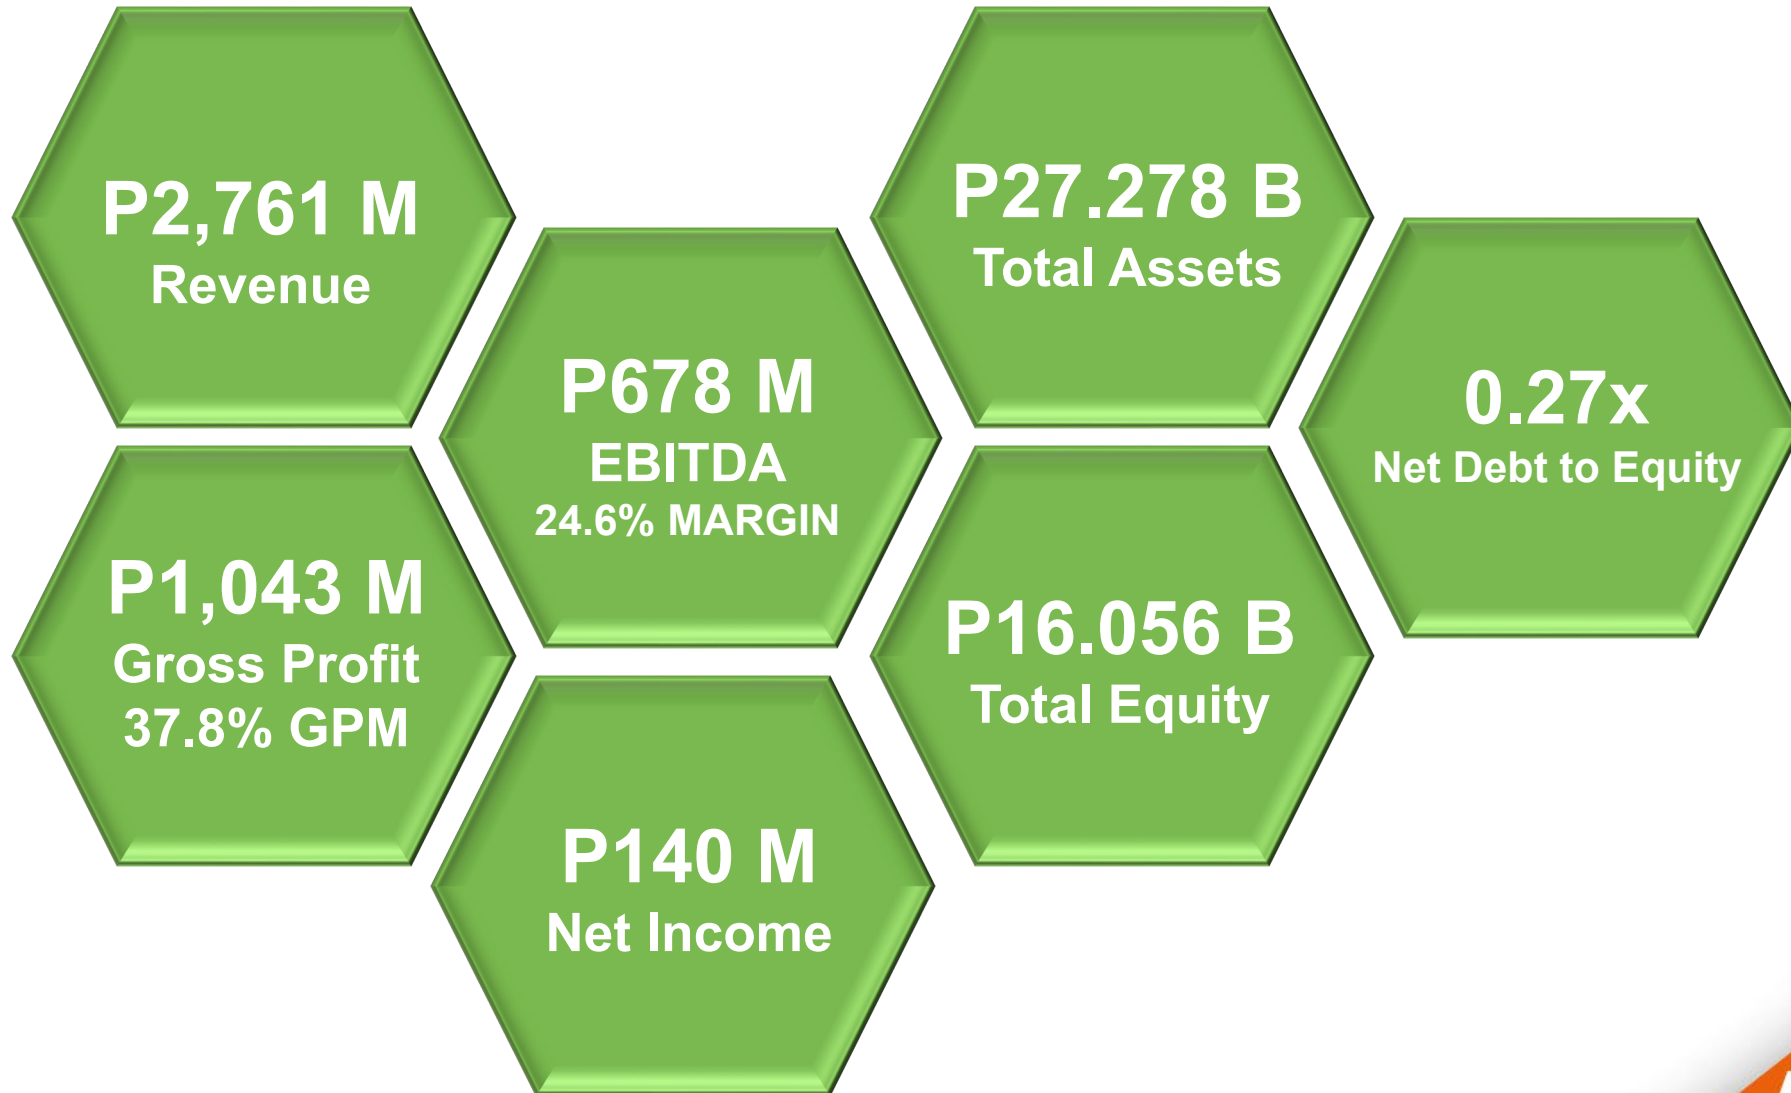 P2,761 M
Revenue
P1,043 M
Gross Profit
37.8% GPM
P678 M
EBITDA
24.6% MARGIN
P140 M
Net Income
P27.278 B
Total Assets
P16.056 B
Total Equity
0.27x
Net Debt to Equity